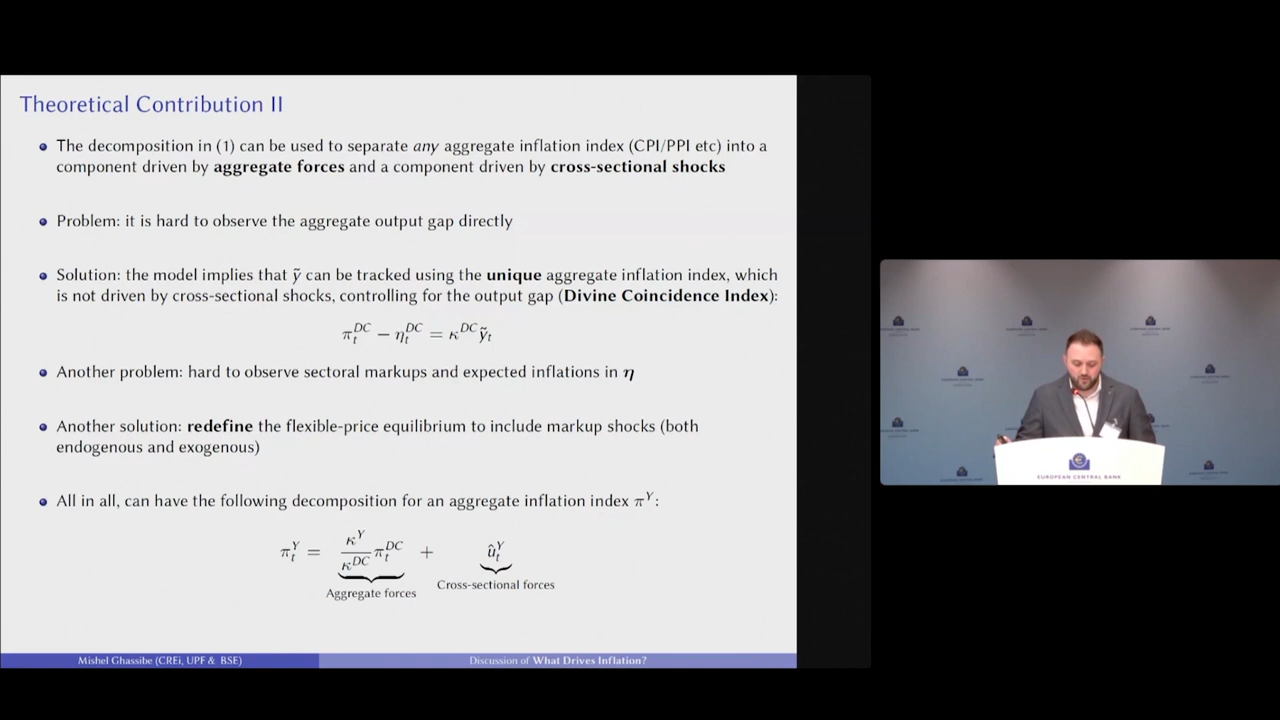 Theoretical Contribution II
The decomposition in (1) can be used to separate any aggregate inflation index (CPI/PPI etc) into a
component driven by aggregate forces and a component driven by cross-sectional shocks
Problem: it is hard to observe the aggregate output gap directly
Solution: the model implies that ỹ can be tracked using the unique aggregate inflation index, which
is not driven by cross-sectional shocks, controlling for the output gap (Divine Coincidence Index):
π_t^{DC} − η_t^{DC} = κ^{DC} ỹ_t
Another problem: hard to observe sectoral markups and expected inflations in η
Another solution: redefine the flexible-price equilibrium to include markup shocks (both
endogenous and exogenous)
All in all, can have the following decomposition for an aggregate inflation index π^Y:
π_t^Y = κ^Y/κ^{DC} π_t^{DC} + û_t^Y
Aggregate forces Cross-sectional forces
Mishel Ghassibe (CREi, UPF & BSE) Discussion of What Drives Inflation?
EUROPEAN CENTRAL BANK